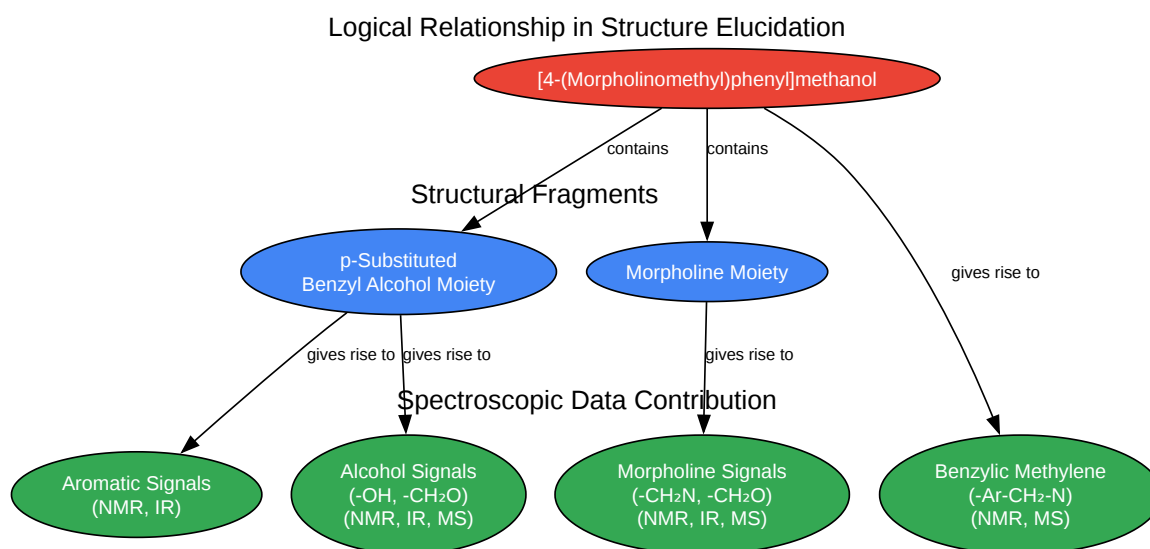 Logical Relationship in Structure Elucidation
[4-(Morpholinomethyl)phenyl]methanol
contains
contains
Structural Fragments
p-Substituted
Benzyl Alcohol Moiety
Morpholine Moiety
gives rise to
gives rise to
gives rise to
gives rise to
Spectroscopic Data Contribution
Aromatic Signals
(NMR, IR)
Alcohol Signals
(-OH, -CH₂O)
(NMR, IR, MS)
Morpholine Signals
(-CH₂N, -CH₂O)
(NMR, IR, MS)
Benzylic Methylene
(-Ar-CH₂-N)
(NMR, MS)